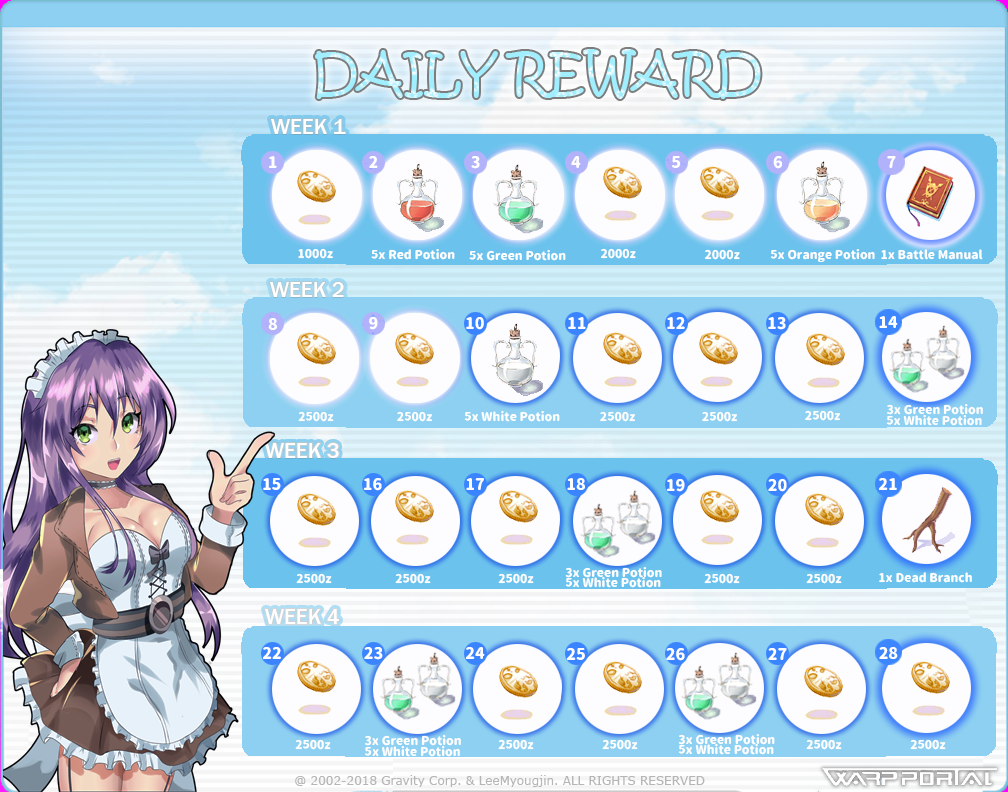 DAILY REWARD
WEEK 1
1 2 3 4 5 6 7
1000z 5x Red Potion 5x Green Potion 2000z 2000z 5x Orange Potion 1x Battle Manual
WEEK 2
8 9 10 11 12 13 14
2500z 2500z 5x White Potion 2500z 2500z 2500z 3x Green Potion
5x White Potion
WEEK 3
15 16 17 18 19 20 21
2500z 2500z 2500z 3x Green Potion 2500z 2500z 1x Dead Branch
5x White Potion
WEEK 4
22 23 24 25 26 27 28
2500z 3x Green Potion 2500z 2500z 3x Green Potion 2500z 2500z
5x White Potion 5x White Potion
© 2002-2018 Gravity Corp. & LeeMyougjin. ALL RIGHTS RESERVED
WARP PORTAL